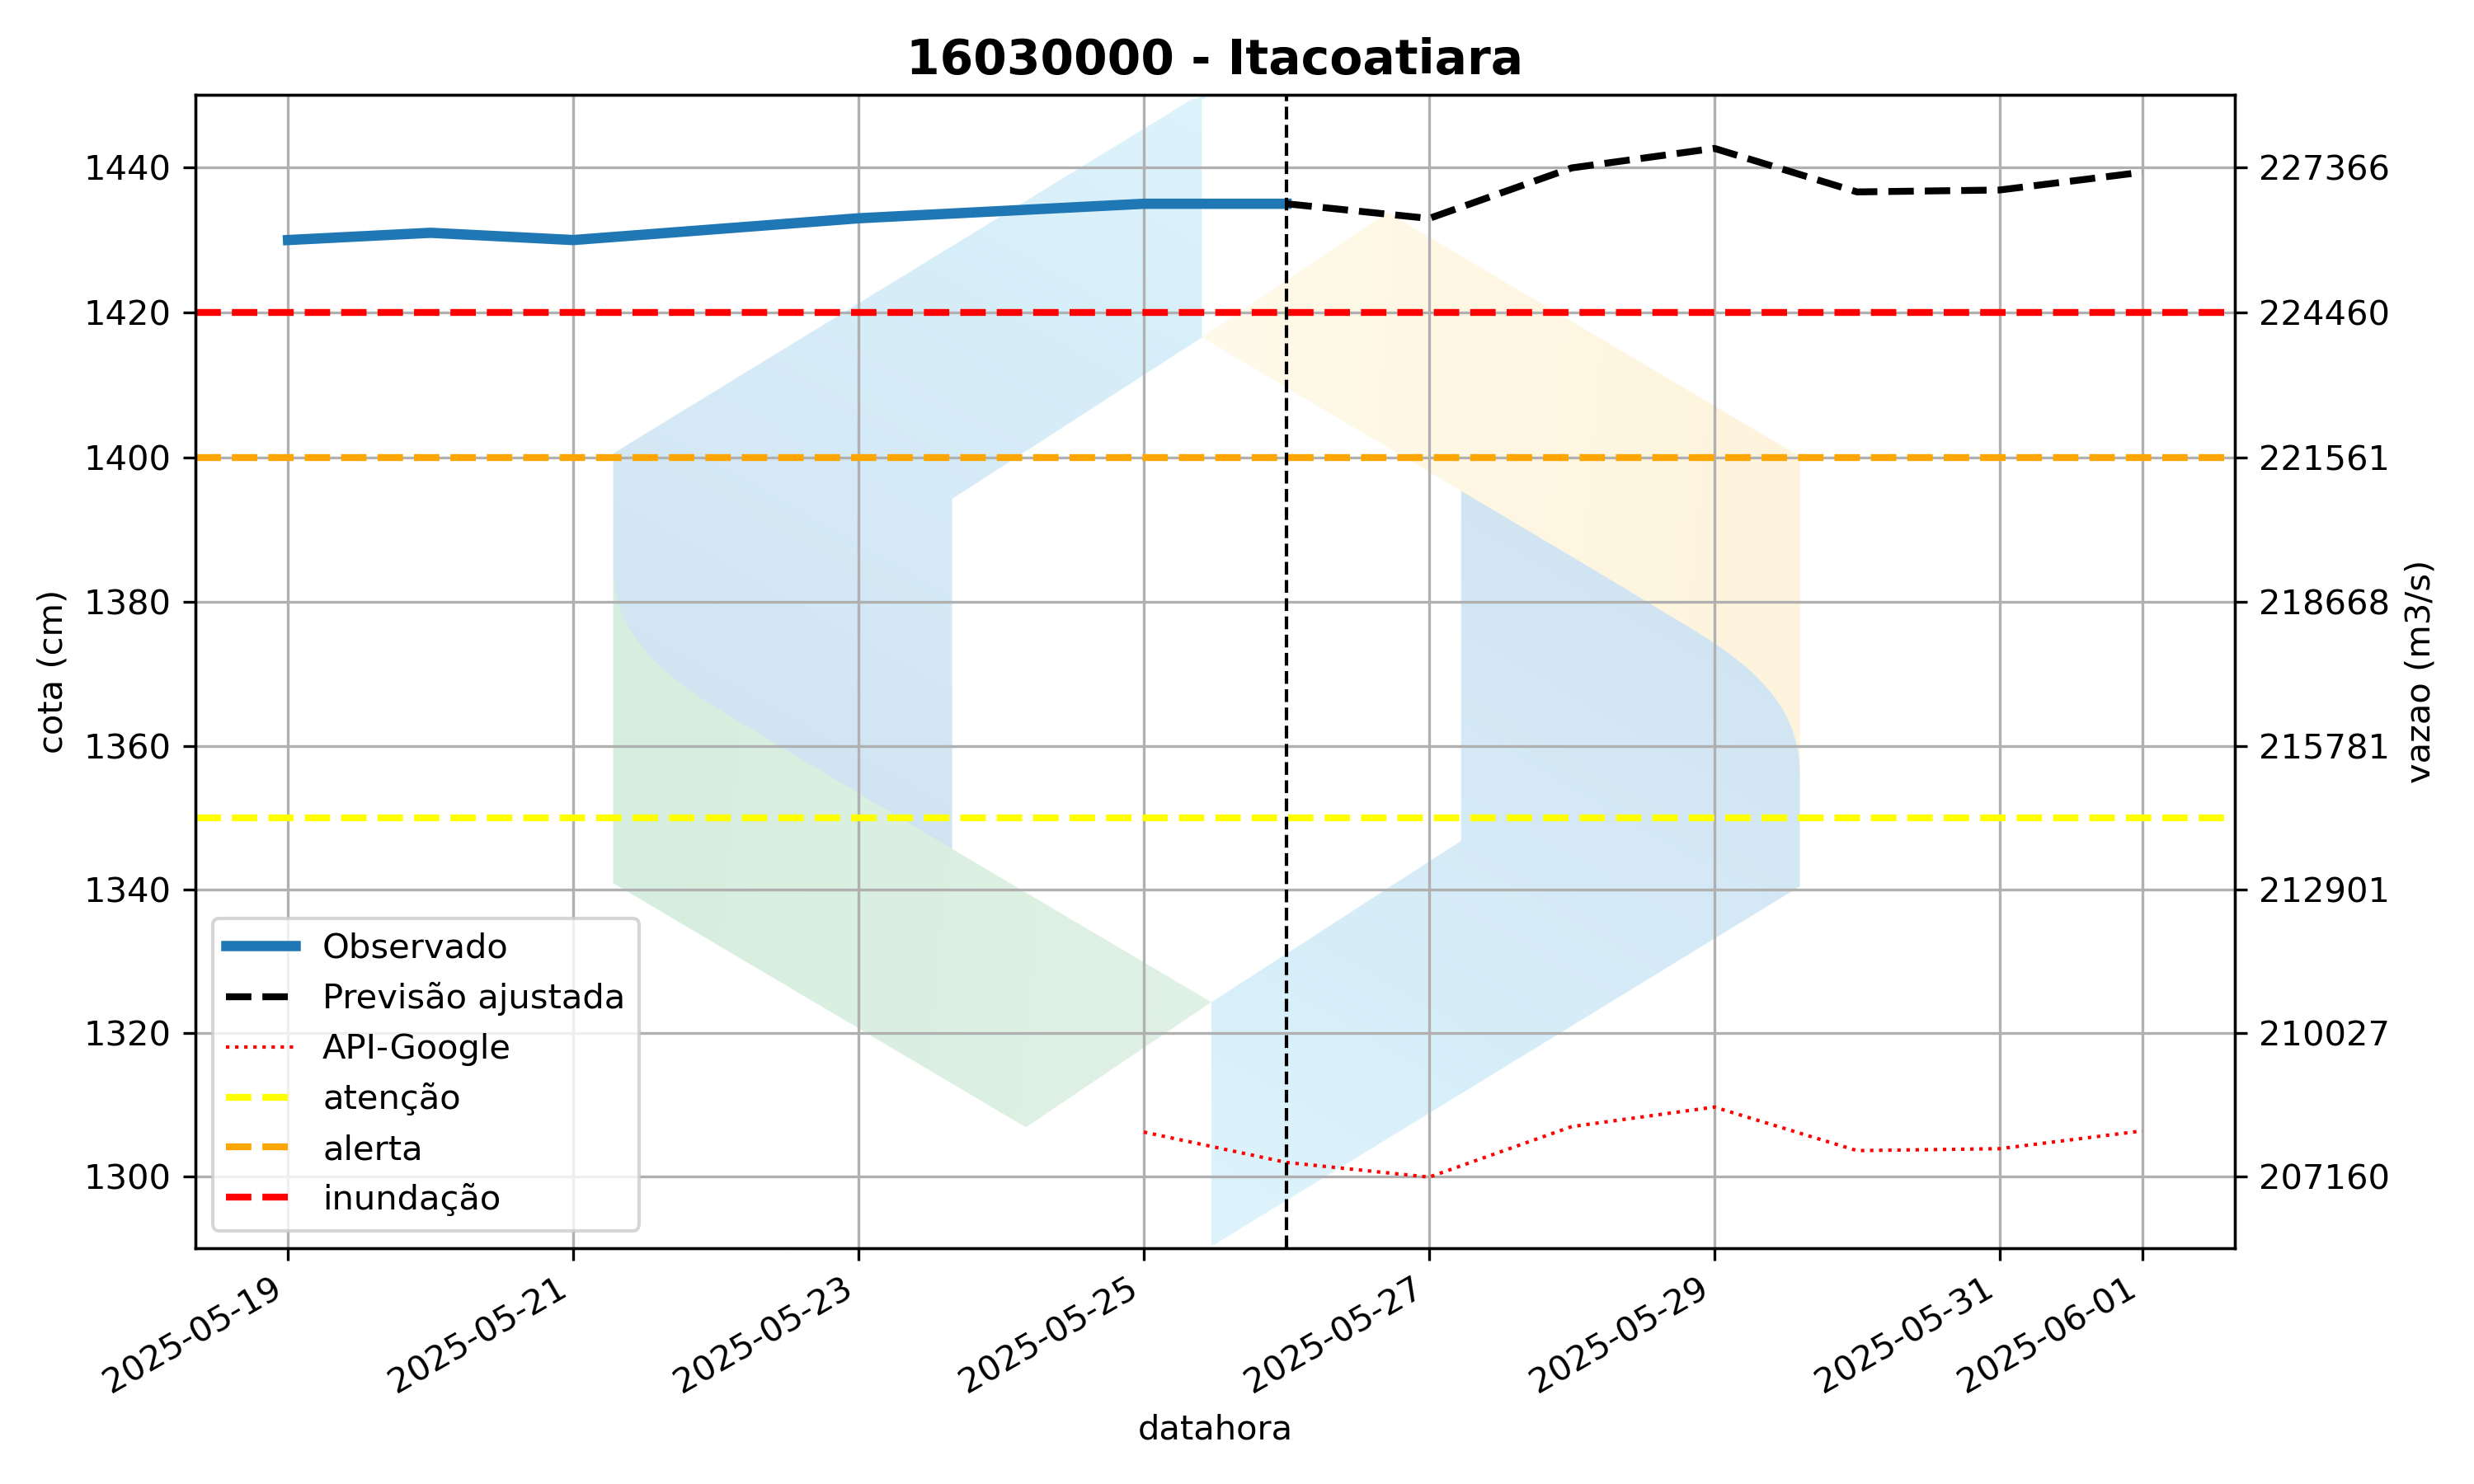 16030000 - Itacoatiara
1440
1420
1400
1380
1360
1340
1320
1300
cota (cm)
227366
224460
221561
218668
215781
212901
210027
207160
vazao (m3/s)
Observado
Previsão ajustada
API-Google
atenção
alerta
inundação
2025-05-19
2025-05-21
2025-05-23
2025-05-25
2025-05-27
2025-05-29
2025-05-31
2025-06-01
datahora